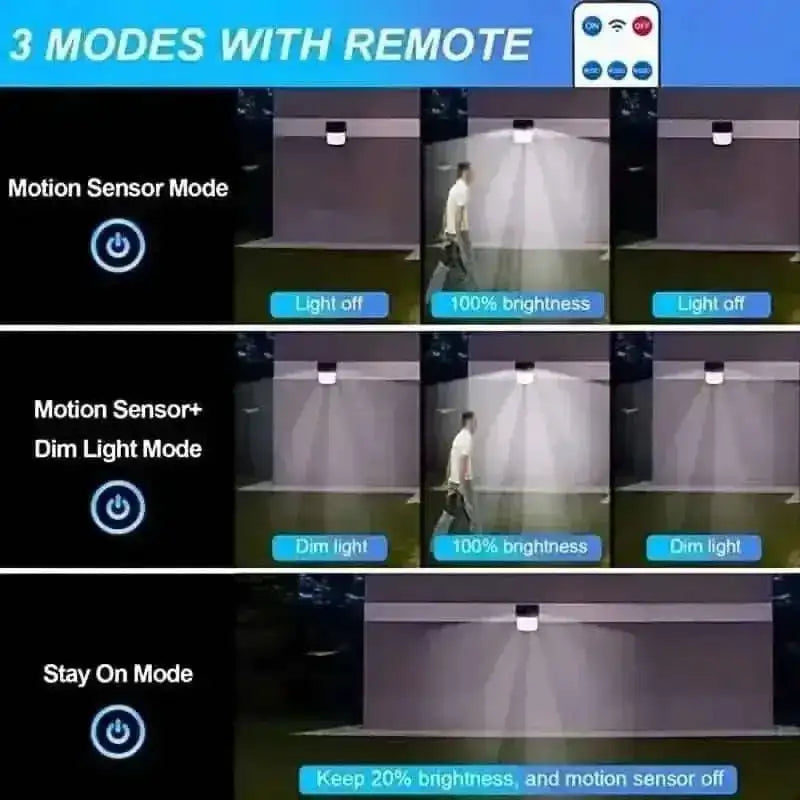 3 MODES WITH REMOTE
ON OFF
Motion Sensor Mode
Light off
100% brightness
Light off
Motion Sensor+
Dim Light Mode
Dim light
100% brightness
Dim light
Stay On Mode
Keep 20% brightness, and motion sensor off